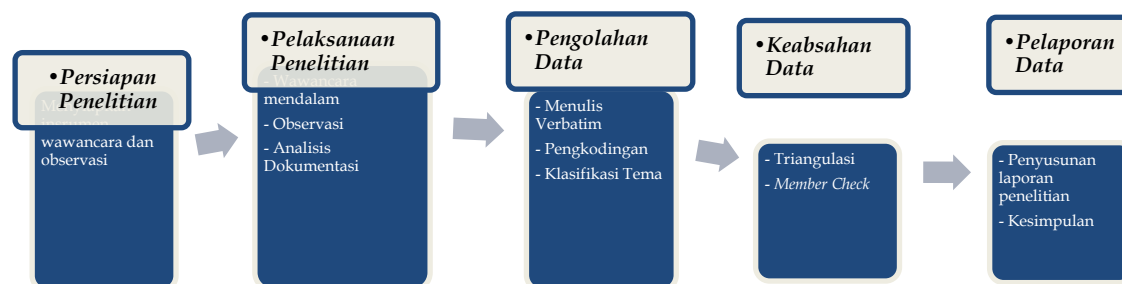 •Persiapan
Penelitian
wawancara dan
observasi
•Pelaksanaan
Penelitian
- Wawancara
mendalam
- Observasi
- Analisis
Dokumentasi
•Pengolahan
Data
- Menulis
Verbatim
- Pengkodingan
- Klasifikasi Tema
•Keabsahan
Data
- Triangulasi
- Member Check
•Pelaporan
Data
- Penyusunan
laporan
penelitian
- Kesimpulan